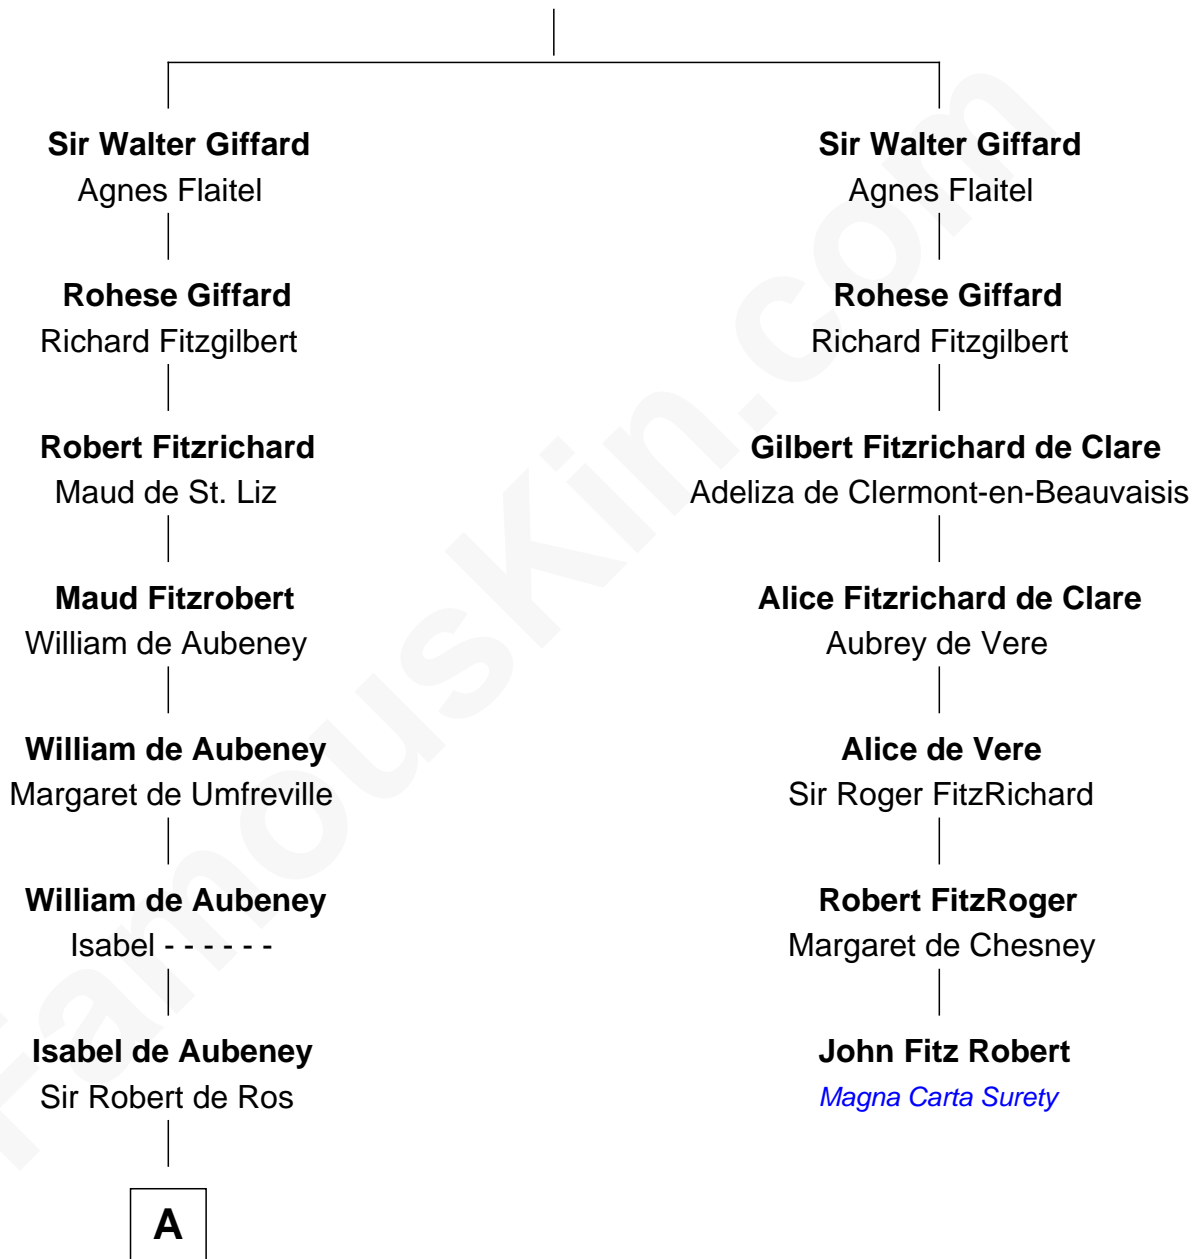 Sir Walter Giffard
Agnes Flaitel
Rohese Giffard
Richard Fitzgilbert
Robert Fitzrichard
Maud de St. Liz
Maud Fitzrobert
William de Aubeney
William de Aubeney
Margaret de Umfreville
William de Aubeney
Isabel - - - - - -
Isabel de Aubeney
Sir Robert de Ros
A
Sir Walter Giffard
Agnes Flaitel
Rohese Giffard
Richard Fitzgilbert
Gilbert Fitzrichard de Clare
Adeliza de Clermont-en-Beauvaisis
Alice Fitzrichard de Clare
Aubrey de Vere
Alice de Vere
Sir Roger FitzRichard
Robert FitzRoger
Margaret de Chesney
John Fitz Robert
Magna Carta Surety
FamousKin.com